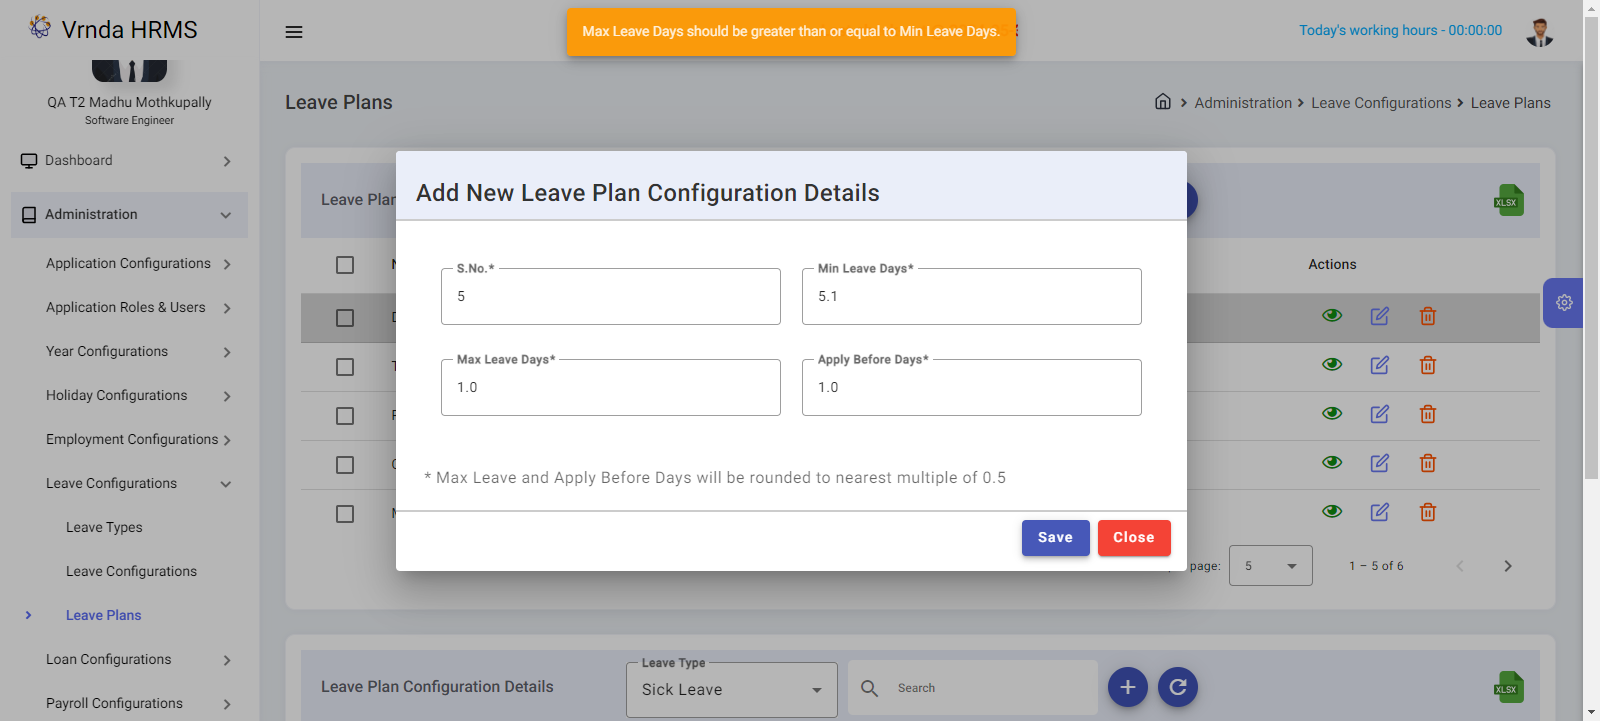 Vrnda HRMS
Max Leave Days should be greater than or equal to Min Leave Days.
Today's working hours - 00:00:00
QA T2 Madhu Mothkupally
Software Engineer
Leave Plans
Administration
Leave Configurations
Leave Plans
Dashboard
Administration
Application Configurations
Application Roles & Users
Year Configurations
Holiday Configurations
Employment Configurations
Leave Configurations
Leave Types
Leave Configurations
Leave Plans
Loan Configurations
Payroll Configurations
XLSX
Actions
Add New Leave Plan Configuration Details
S.No.*
5
Min Leave Days*
5.1
Max Leave Days*
1.0
Apply Before Days*
1.0
* Max Leave and Apply Before Days will be rounded to nearest multiple of 0.5
Save
Close
page:
5
1 – 5 of 6
Leave Plan Configuration Details
Leave Type
Sick Leave
Search
XLSX